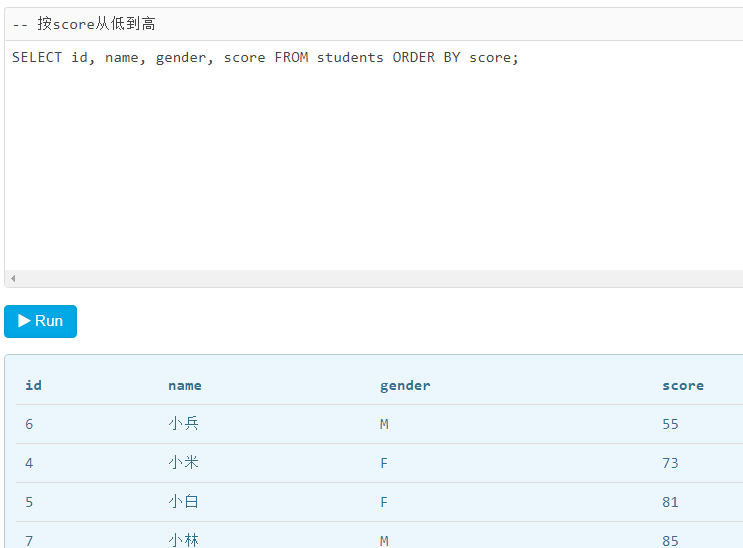 -- 按score从低到高
SELECT id, name, gender, score FROM students ORDER BY score;
Run
id name gender score
6 小兵 M 55
4 小米 F 73
5 小白 F 81
7 小林 M 85